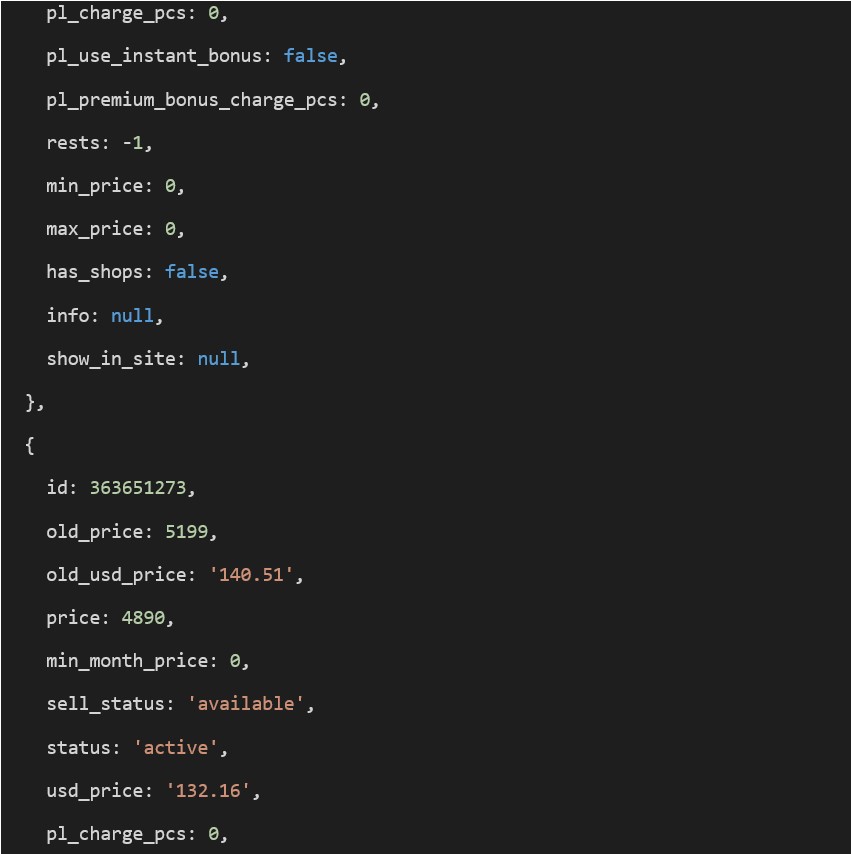 pl_charge_pcs: 0,
pl_use_instant_bonus: false,
pl_premium_bonus_charge_pcs: 0,
rests: -1,
min_price: 0,
max_price: 0,
has_shops: false,
info: null,
show_in_site: null,
},
{
id: 363651273,
old_price: 5199,
old_usd_price: '140.51',
price: 4890,
min_month_price: 0,
sell_status: 'available',
status: 'active',
usd_price: '132.16',
pl_charge_pcs: 0,